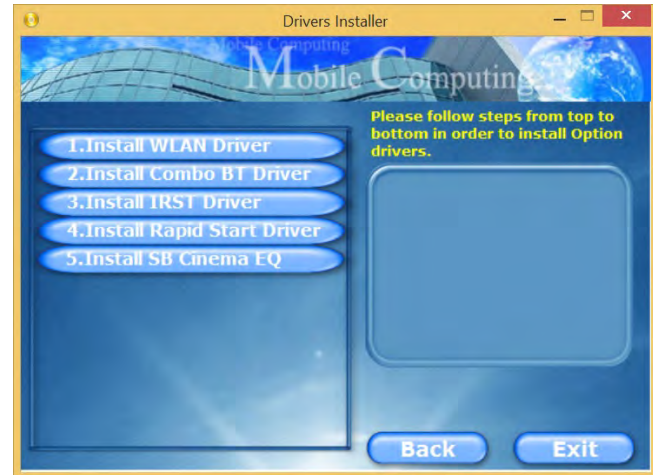 Drivers Installer
Mobile Computing
Mobile Computing
Please follow steps from top to
bottom in order to install Option
drivers.
1.Install WLAN Driver
2.Install Combo BT Driver
3.Install IRST Driver
4.Install Rapid Start Driver
5.Install SB Cinema EQ
Back
Exit